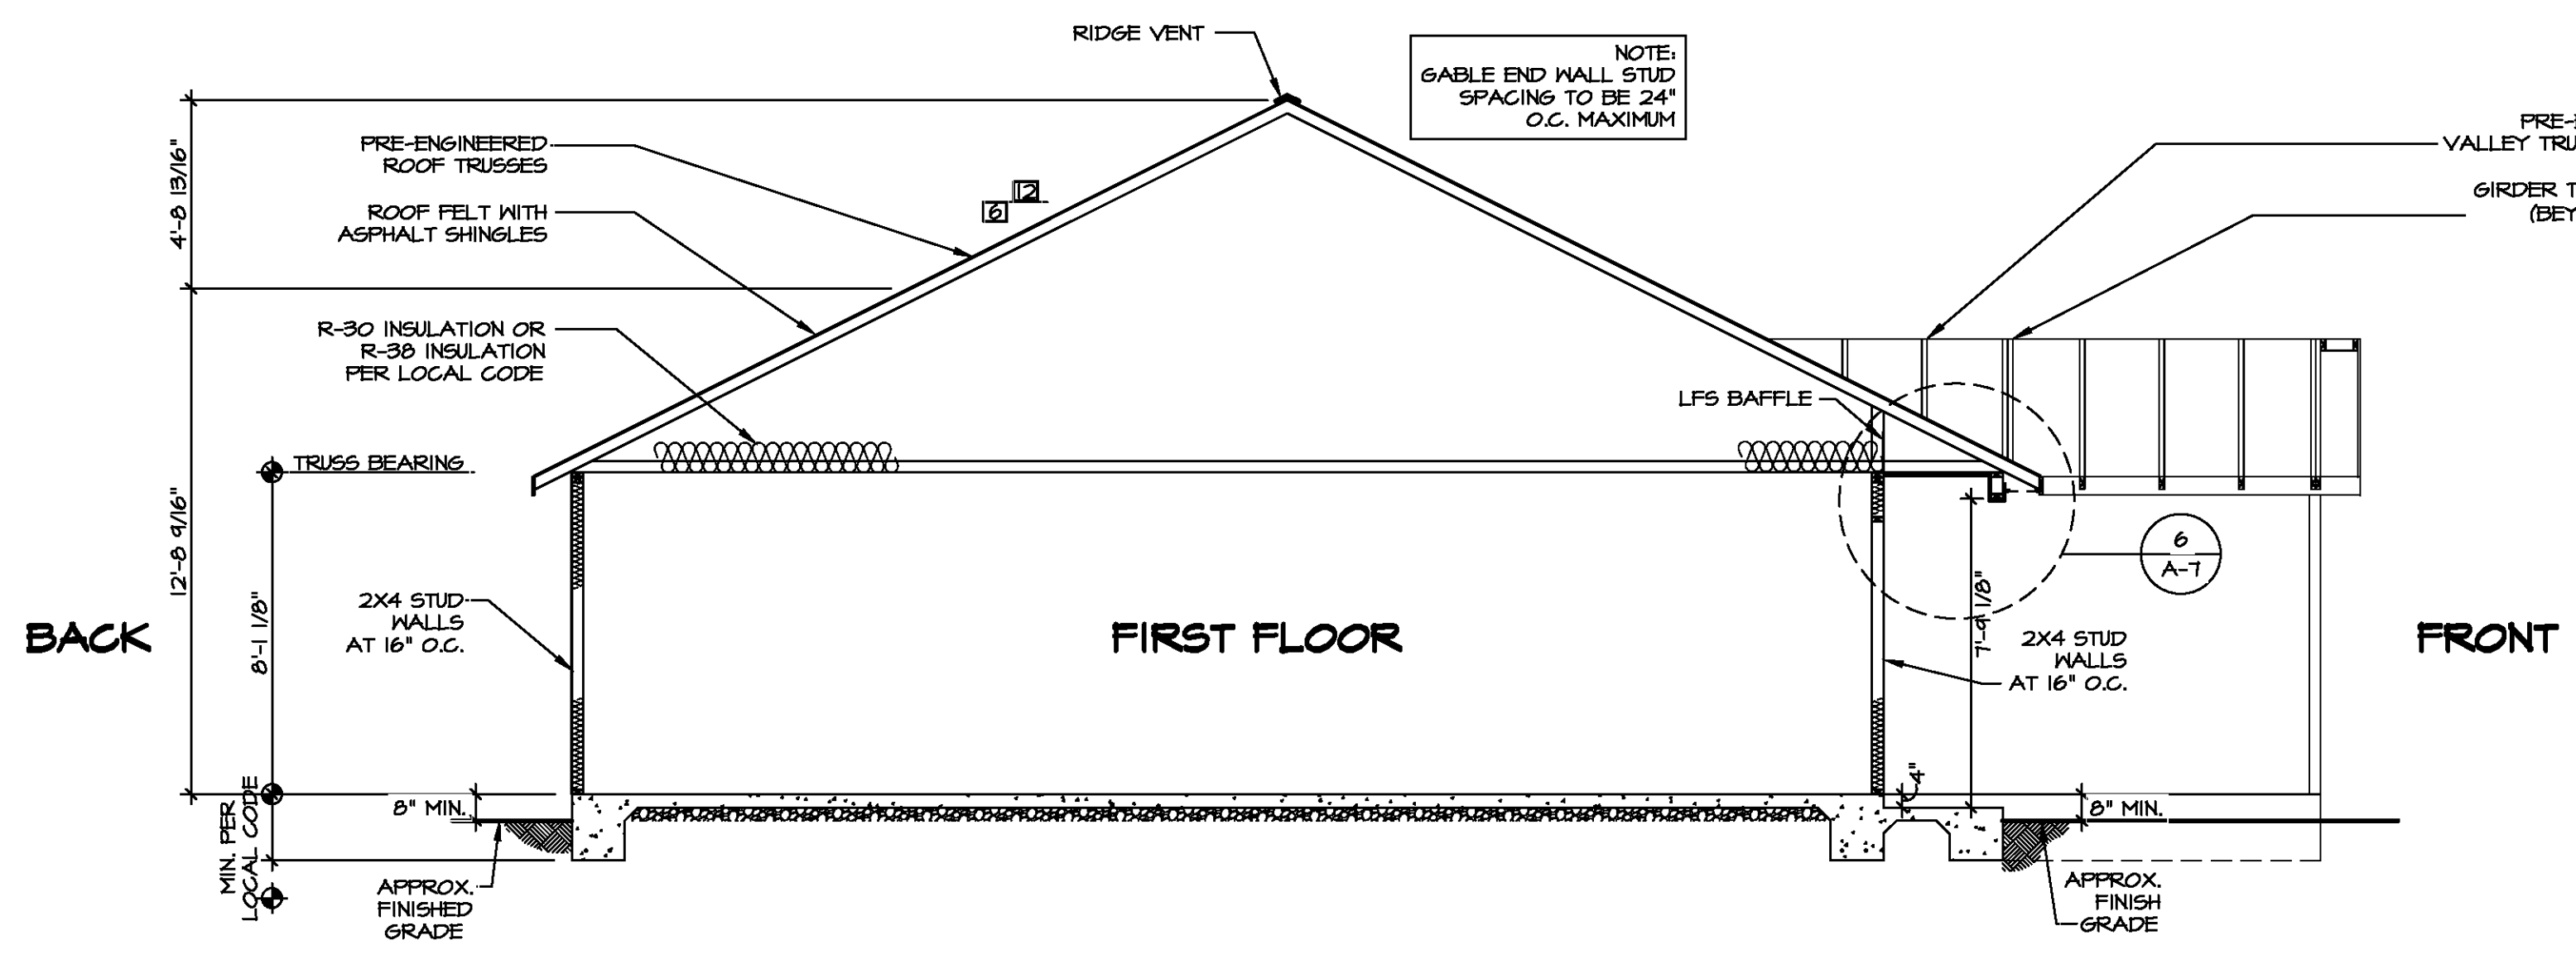 RIDGE VENT
NOTE:
GABLE END WALL STUD
SPACING TO BE 24"
O.C. MAXIMUM
PRE-ENGINEERED
ROOF TRUSSES
ROOF FELT WITH
ASPHALT SHINGLES
R-30 INSULATION OR
R-38 INSULATION
PER LOCAL CODE
12
6
4'-8 13/16"
12'-8 9/16"
TRUSS BEARING
8'-1 1/8"
BACK
2X4 STUD
WALLS
AT 16" O.C.
8" MIN.
MIN. PER
LOCAL CODE
APPROX.
FINISHED
GRADE
FIRST FLOOR
LFS BAFFLE
PRE-
VALLEY TRU
GIRDER T
(BEY
6
A-7
7'-9 1/8"
2X4 STUD
WALLS
AT 16" O.C.
FRONT
4"
8" MIN.
APPROX.
FINISH
GRADE